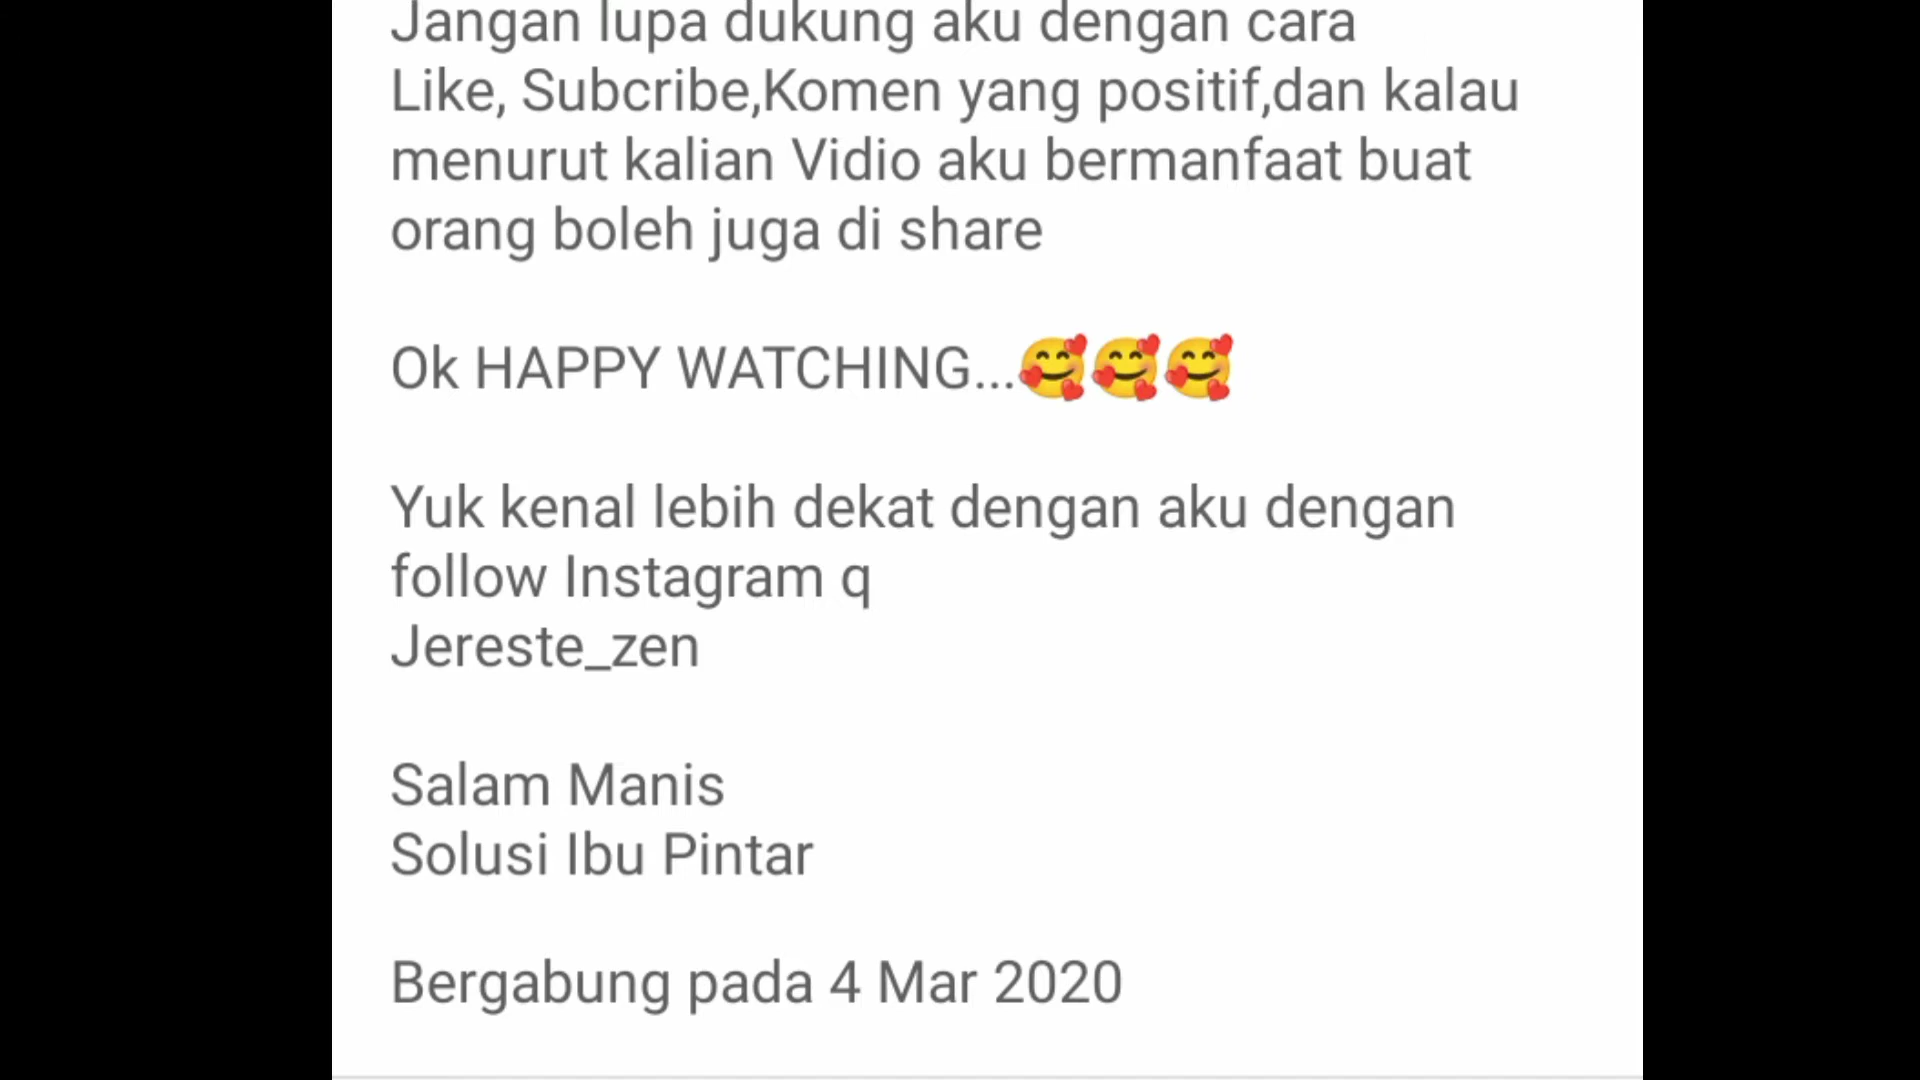 Jangan lupa dukung aku dengan cara
Like, Subcribe,Komen yang positif,dan kalau
menurut kalian Vidio aku bermanfaat buat
orang boleh juga di share
Ok HAPPY WATCHING...🥰🥰🥰
Yuk kenal lebih dekat dengan aku dengan
follow Instagram q
Jereste_zen
Salam Manis
Solusi Ibu Pintar
Bergabung pada 4 Mar 2020